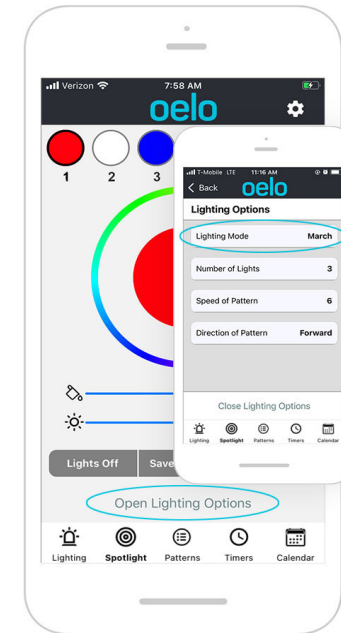 Verizon 7:58 AM
oelo
1 2 3
Lights Off Save
Open Lighting Options
Lighting Spotlight Patterns Timers Calendar
T-Mobile LTE 11:16 AM
Back oelo
Lighting Options
Lighting Mode March
Number of Lights 3
Speed of Pattern 6
Direction of Pattern Forward
Close Lighting Options
Lighting Spotlight Patterns Timers Calendar